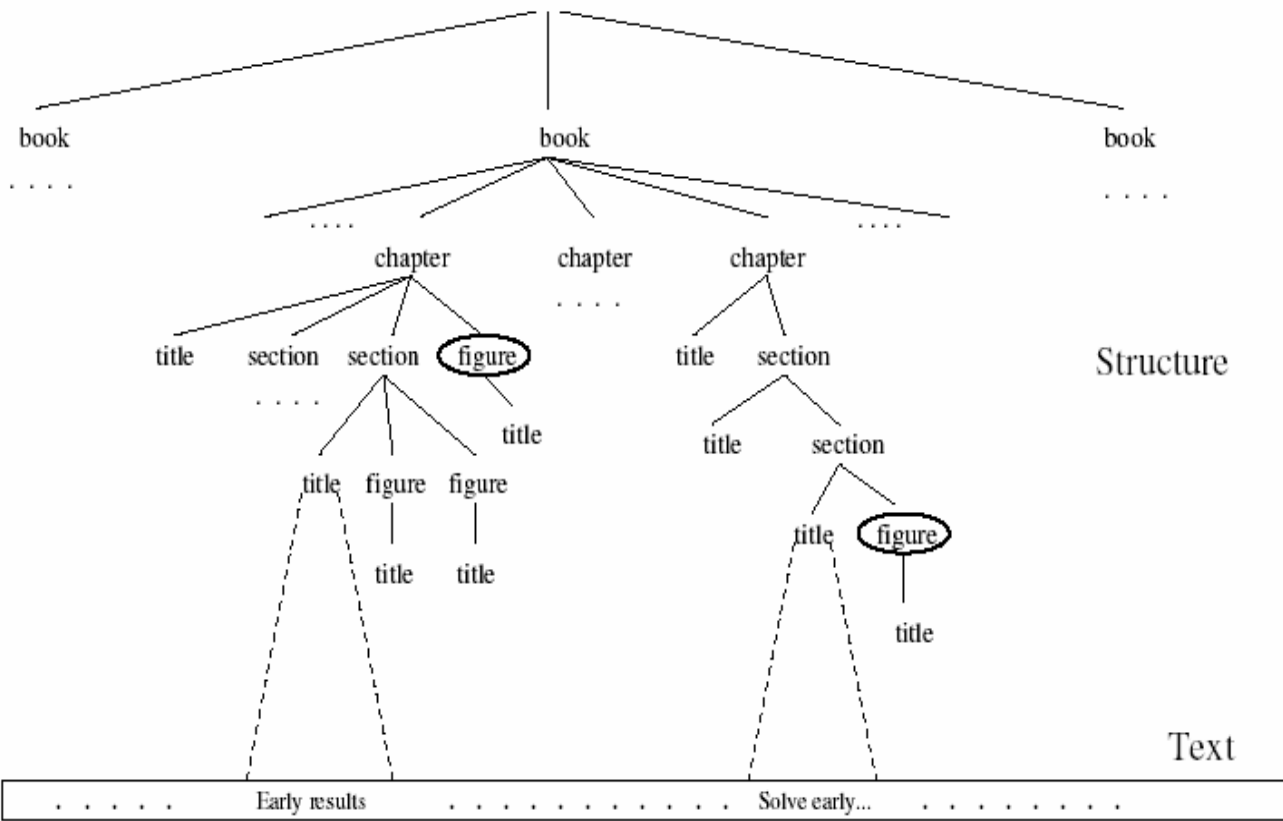 book book book
. . . . . . . .
. . . . . . . .
chapter chapter chapter
. . . .
title section section figure title section Structure
. . . .
title title section
title figure figure
title figure
title title
title
Text
. . . . . Early results . . . . . . . . . . Solve early... . . . . . . . .